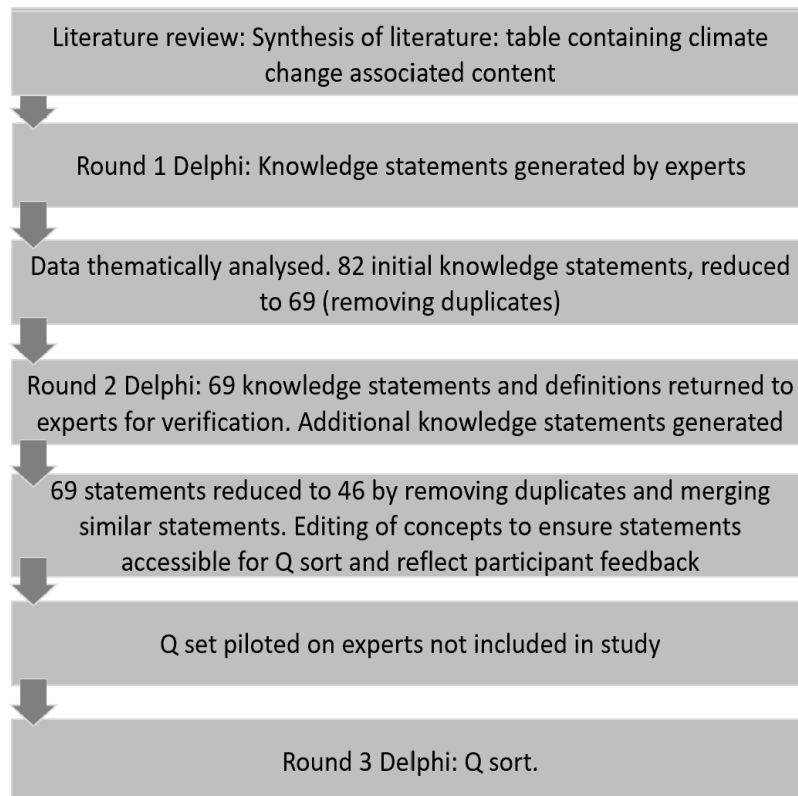 Literature review: Synthesis of literature: table containing climate
change associated content
Round 1 Delphi: Knowledge statements generated by experts
Data thematically analysed. 82 initial knowledge statements, reduced
to 69 (removing duplicates)
Round 2 Delphi: 69 knowledge statements and definitions returned to
experts for verification. Additional knowledge statements generated
69 statements reduced to 46 by removing duplicates and merging
similar statements. Editing of concepts to ensure statements
accessible for Q sort and reflect participant feedback
Q set piloted on experts not included in study
Round 3 Delphi: Q sort.